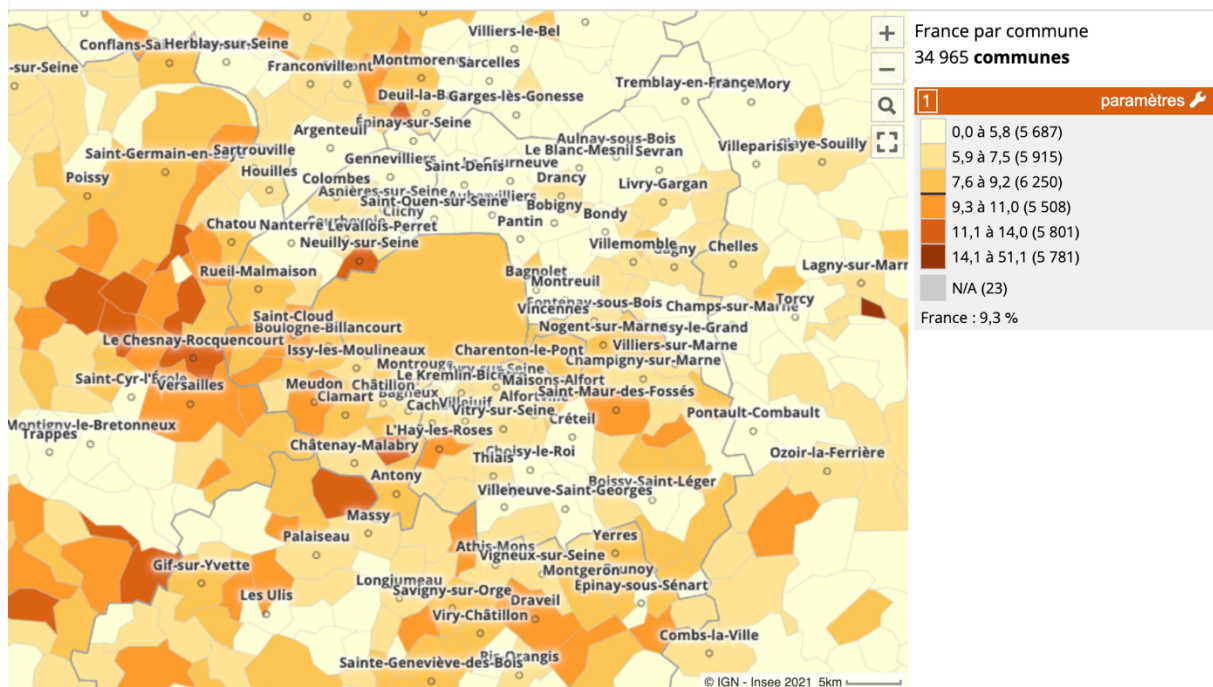 France par commune
34 965 communes
1 paramètres
0,0 à 5,8 (5 687)
5,9 à 7,5 (5 915)
7,6 à 9,2 (6 250)
9,3 à 11,0 (5 508)
11,1 à 14,0 (5 801)
14,1 à 51,1 (5 781)
N/A (23)
France : 9,3 %
Villiers-le-Bel
Herblay-sur-Seine
-sur-Seine
Sarcelles
Tremblay-en-France
Mory
Garges-lès-Gonesse
Épinay-sur-Seine
Argenteuil
Aulnay-sous-Bois
Sartrouville
Gennevilliers
Saint-Denis
Le Blanc-Mesnil
Sevran
Villeparisis
Poissy
Houilles
Colombes
Drancy
Livry-Gargan
Asnières-sur-Seine
Saint-Ouen-sur-Seine
Bobigny
Clichy
Bondy
Chatou
Nanterre
Levallois-Perret
Pantin
Neuilly-sur-Seine
Villemomble
Chelles
Rueil-Malmaison
Bagnolet
Montreuil
Lagny-sur-Marn
Saint-Cloud
Boulogne-Billancourt
Fontenay-sous-Bois
Vincennes
Champs-sur-Marne
Torcy
Nogent-sur-Marne
sy-le-Grand
Le Chesnay-Rocquencourt
Issy-les-Moulineaux
Charenton-le-Pont
Villiers-sur-Marne
Champigny-sur-Marne
Montrouge
Saint-Cyr-l'École
Versailles
Meudon
Châtillon
Le Kremlin-Bicêtre
Maisons-Alfort
Clamart
Bagneux
Saint-Maur-des-Fossés
Alfortville
Villejuif
Vitry-sur-Seine
Créteil
Pontault-Combault
Montigny-le-Bretonneux
Trappes
L'Haÿ-les-Roses
Châtenay-Malabry
Thiais
Choisy-le-Roi
Ozoir-la-Ferrière
Antony
Boissy-Saint-Léger
Villeneuve-Saint-Georges
Massy
Palaiseau
Yerres
Athis-Mons
Vigneux-sur-Seine
Gif-sur-Yvette
Montgeron
Brunoy
Longjumeau
Epinay-sous-Sénart
Les Ulis
Savigny-sur-Orge
Draveil
Viry-Châtillon
Combs-la-Ville
Ris-Orangis
Sainte-Geneviève-des-Bois
© IGN - Insee 2021 5km